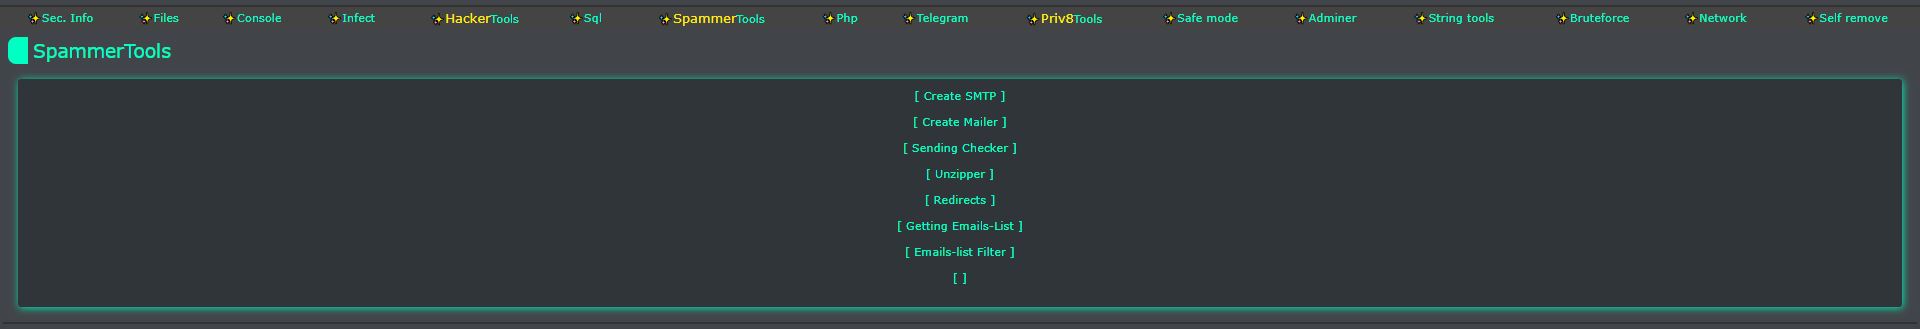 Sec. Info Files Console Infect HackerTools Sql SpammerTools Php Telegram Priv8Tools Safe mode Adminer String tools Bruteforce Network Self remove
SpammerTools
[ Create SMTP ]
[ Create Mailer ]
[ Sending Checker ]
[ Unzipper ]
[ Redirects ]
[ Getting Emails-List ]
[ Emails-list Filter ]
[ ]